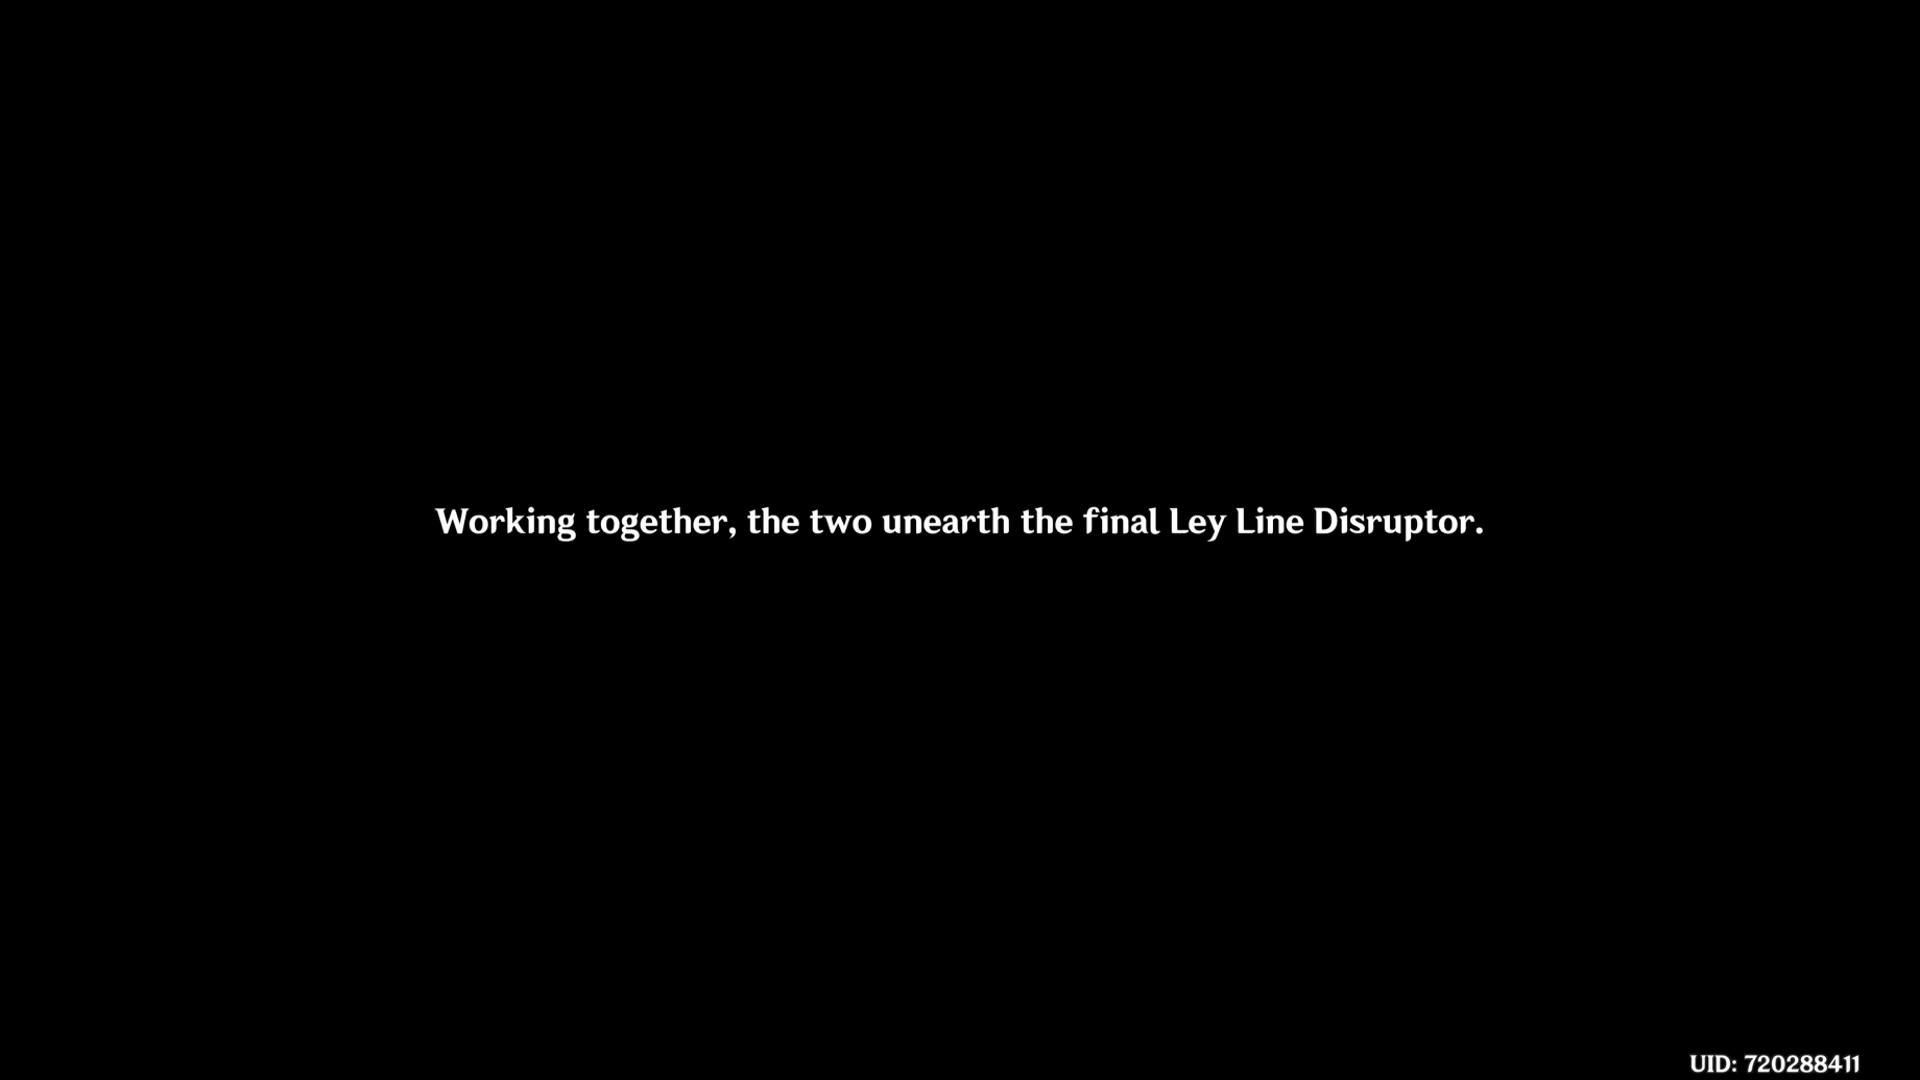 Working together, the two unearth the final Ley Line Disruptor.
UID: 720288411